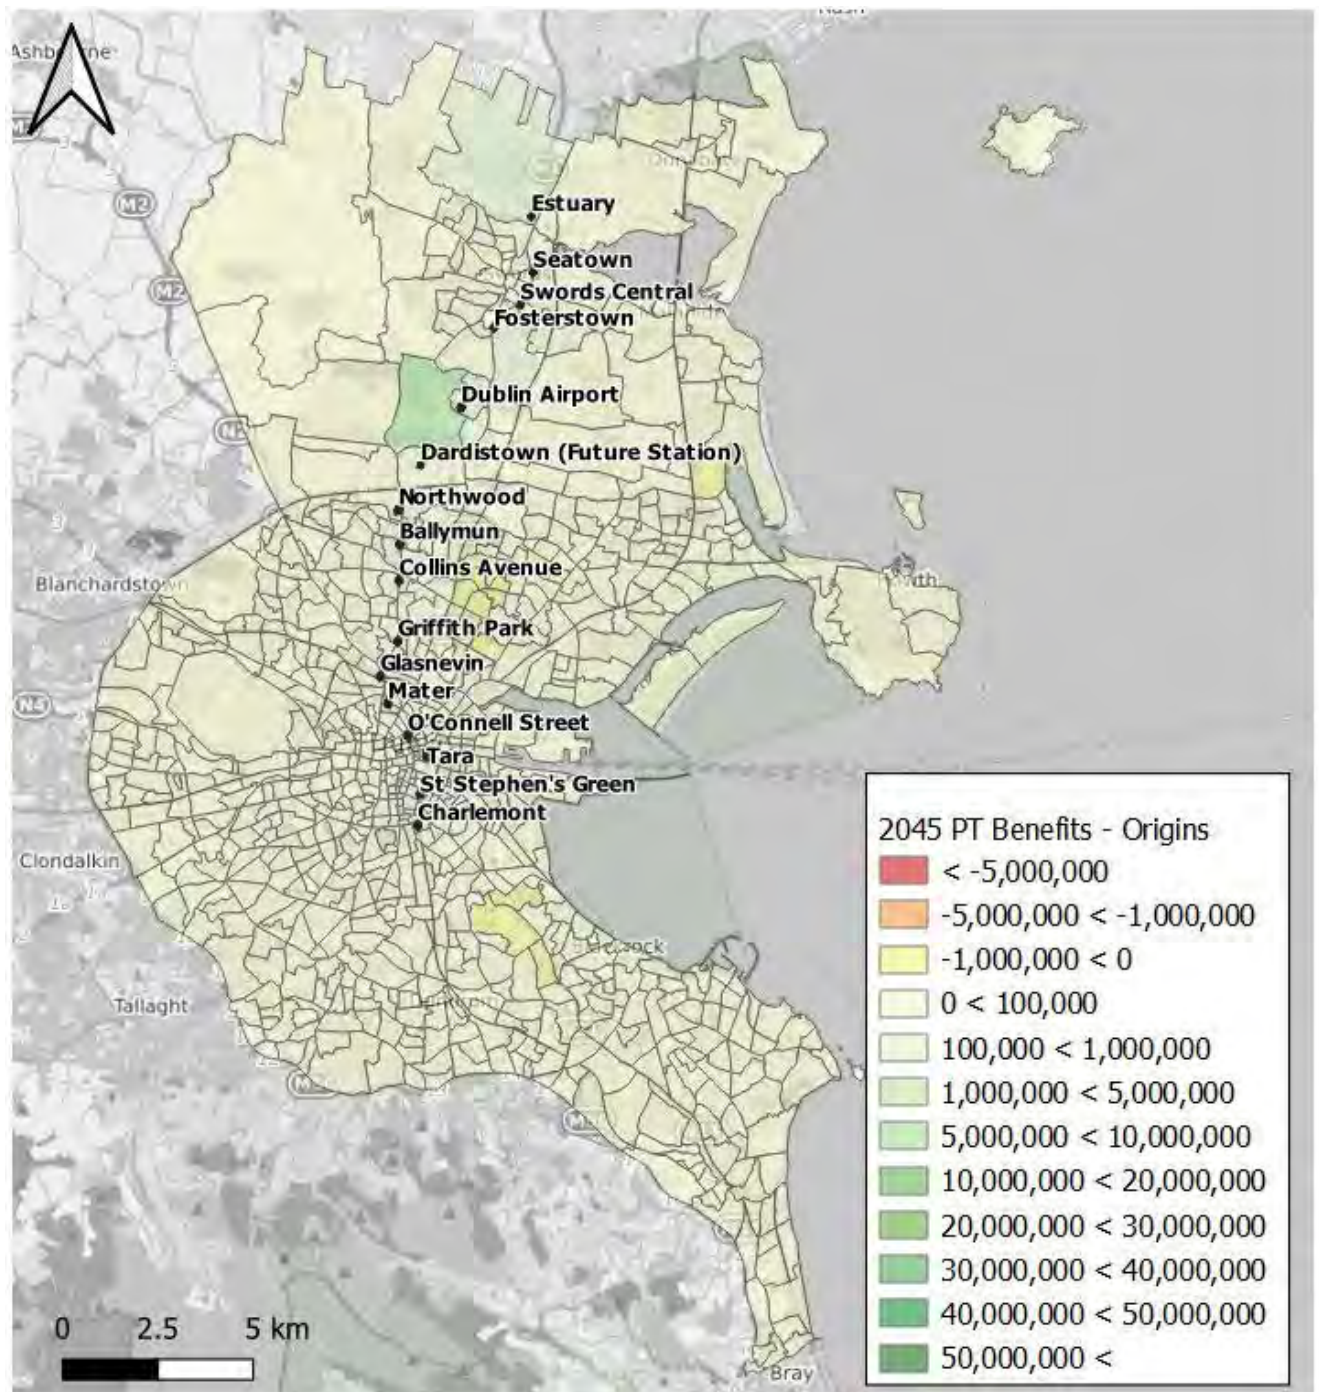 M2
Estuary
Seatown
M2
Swords Central
Fosterstown
Dublin Airport
Dardistown (Future Station)
Northwood
Ballymun
Collins Avenue
Blanchardstown
Griffith Park
Glasnevin
Mater
N4
O'Connell Street
Tara
St Stephen's Green
Charlemont
Clondalkin
Tallaght
2045 PT Benefits - Origins
< -5,000,000
-5,000,000 < -1,000,000
-1,000,000 < 0
0 < 100,000
100,000 < 1,000,000
1,000,000 < 5,000,000
5,000,000 < 10,000,000
10,000,000 < 20,000,000
20,000,000 < 30,000,000
30,000,000 < 40,000,000
40,000,000 < 50,000,000
50,000,000 <
0 2.5 5 km
Bray